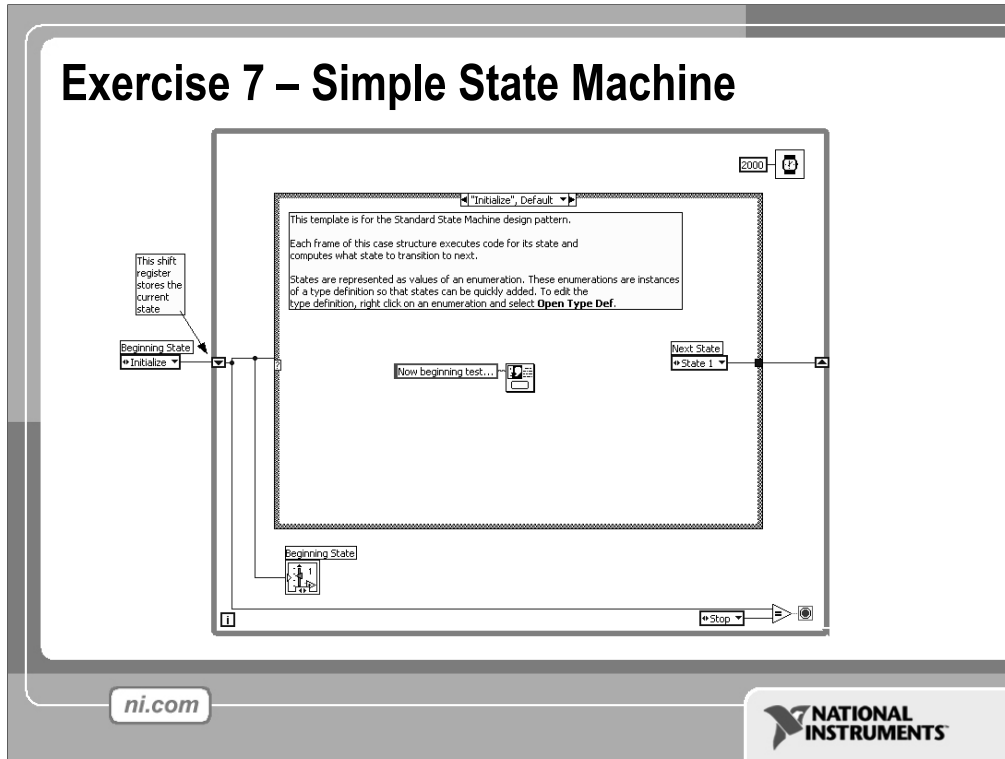 Exercise 7 – Simple State Machine
2000
"Initialize", Default
This template is for the Standard State Machine design pattern.
Each frame of this case structure executes code for its state and
computes what state to transition to next.
States are represented as values of an enumeration. These enumerations are instances
of a type definition so that states can be quickly added. To edit the
type definition, right click on an enumeration and select Open Type Def.
This shift
register
stores the
current
state
Beginning State
Initialize
?
Now beginning test...
Next State
State 1
Beginning State
1
i
Stop
=
ni.com
NATIONAL
INSTRUMENTS